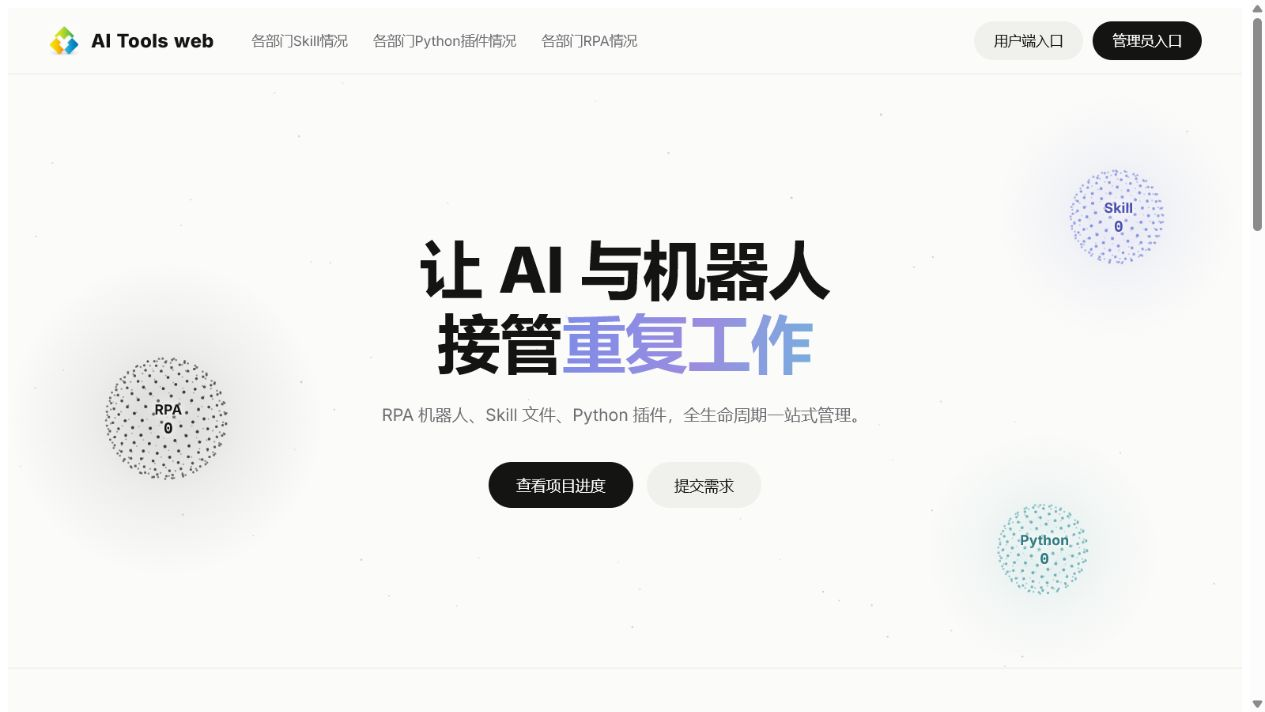 AI Tools web
各部门Skill情况
各部门Python插件情况
各部门RPA情况
用户端入口
管理员入口
Skill
0
让 AI 与机器人
接管重复工作
RPA
0
RPA 机器人、Skill 文件、Python 插件，全生命周期一站式管理。
查看项目进度
提交需求
Python
0